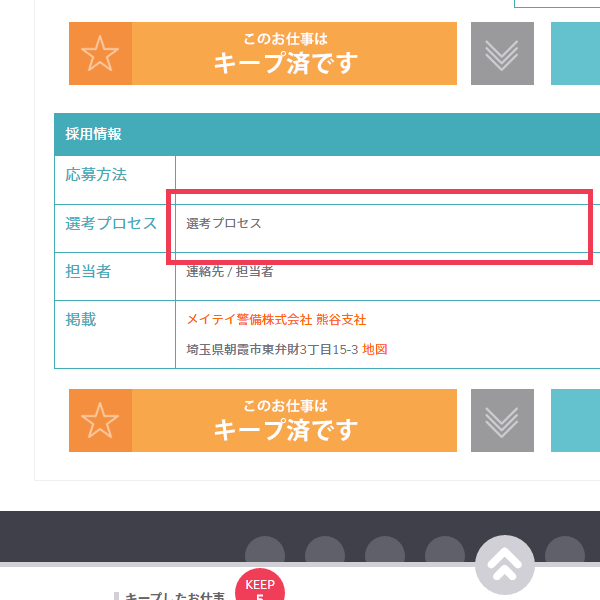 このお仕事は
キープ済です
採用情報
応募方法
選考プロセス 選考プロセス
担当者 連絡先 / 担当者
掲載 メイテイ警備株式会社 熊谷支社
埼玉県朝霞市東弁財3丁目15-3 地図
このお仕事は
キープ済です
キープしたお仕事 KEEP
5